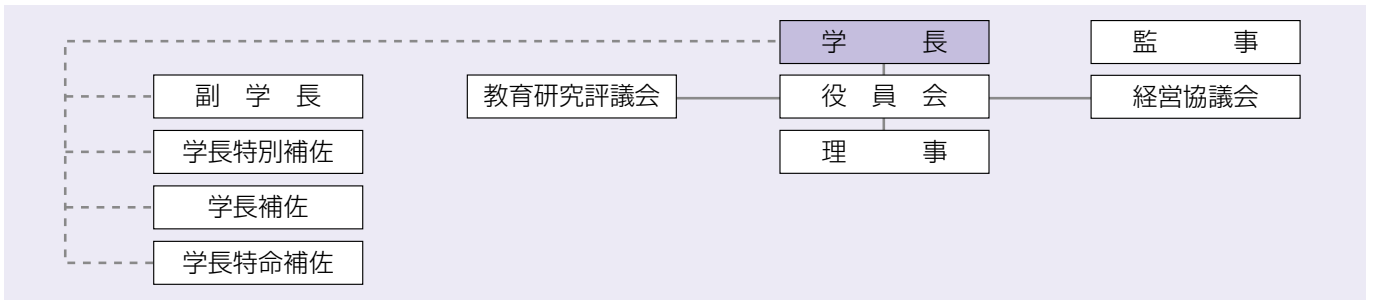 学長
監事
副学長
教育研究評議会
役員会
経営協議会
学長特別補佐
理事
学長補佐
学長特命補佐